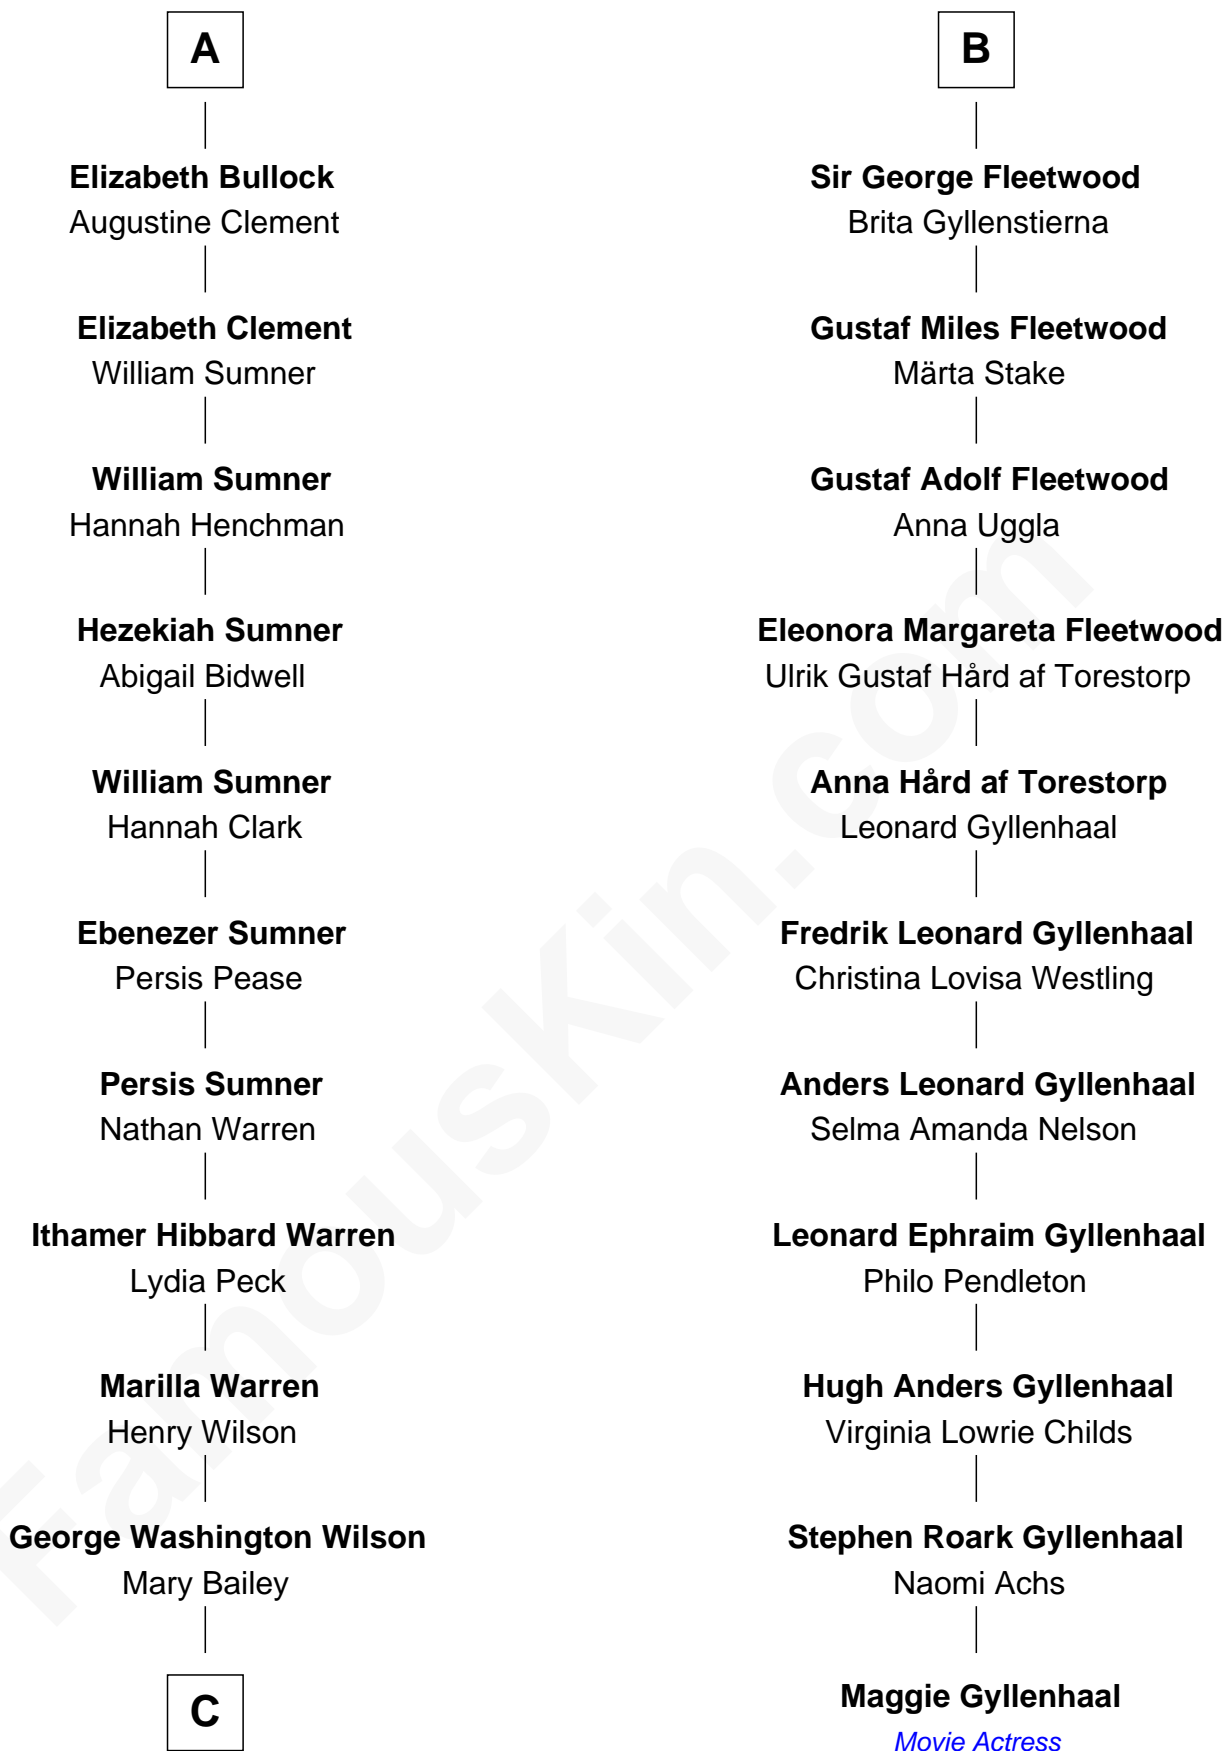 A
Elizabeth Bullock
Augustine Clement
Elizabeth Clement
William Sumner
William Sumner
Hannah Henchman
Hezekiah Sumner
Abigail Bidwell
William Sumner
Hannah Clark
Ebenezer Sumner
Persis Pease
Persis Sumner
Nathan Warren
Ithamer Hibbard Warren
Lydia Peck
Marilla Warren
Henry Wilson
George Washington Wilson
Mary Bailey
C
B
Sir George Fleetwood
Brita Gyllenstierna
Gustaf Miles Fleetwood
Märta Stake
Gustaf Adolf Fleetwood
Anna Uggla
Eleonora Margareta Fleetwood
Ulrik Gustaf Hård af Torestorp
Anna Hård af Torestorp
Leonard Gyllenhaal
Fredrik Leonard Gyllenhaal
Christina Lovisa Westling
Anders Leonard Gyllenhaal
Selma Amanda Nelson
Leonard Ephraim Gyllenhaal
Philo Pendleton
Hugh Anders Gyllenhaal
Virginia Lowrie Childs
Stephen Roark Gyllenhaal
Naomi Achs
Maggie Gyllenhaal
Movie Actress
FamousKin.com